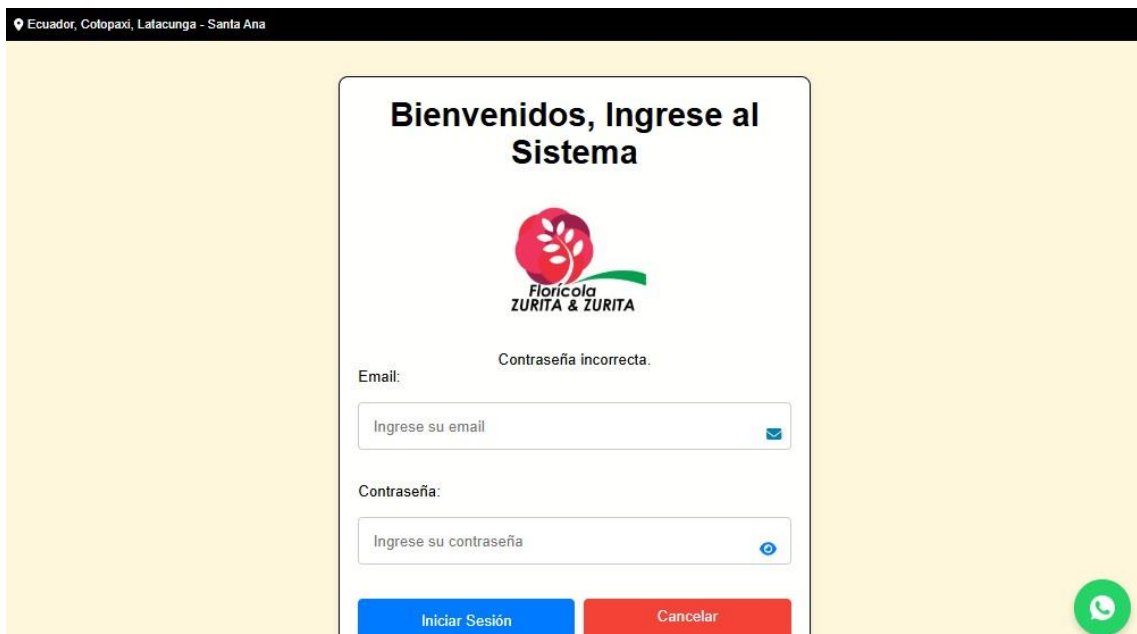 Ecuador, Cotopaxi, Latacunga - Santa Ana
Bienvenidos, Ingrese al
Sistema
Florícola
ZURITA & ZURITA
Contraseña incorrecta.
Email:
Ingrese su email
Contraseña:
Ingrese su contraseña
Iniciar Sesión
Cancelar